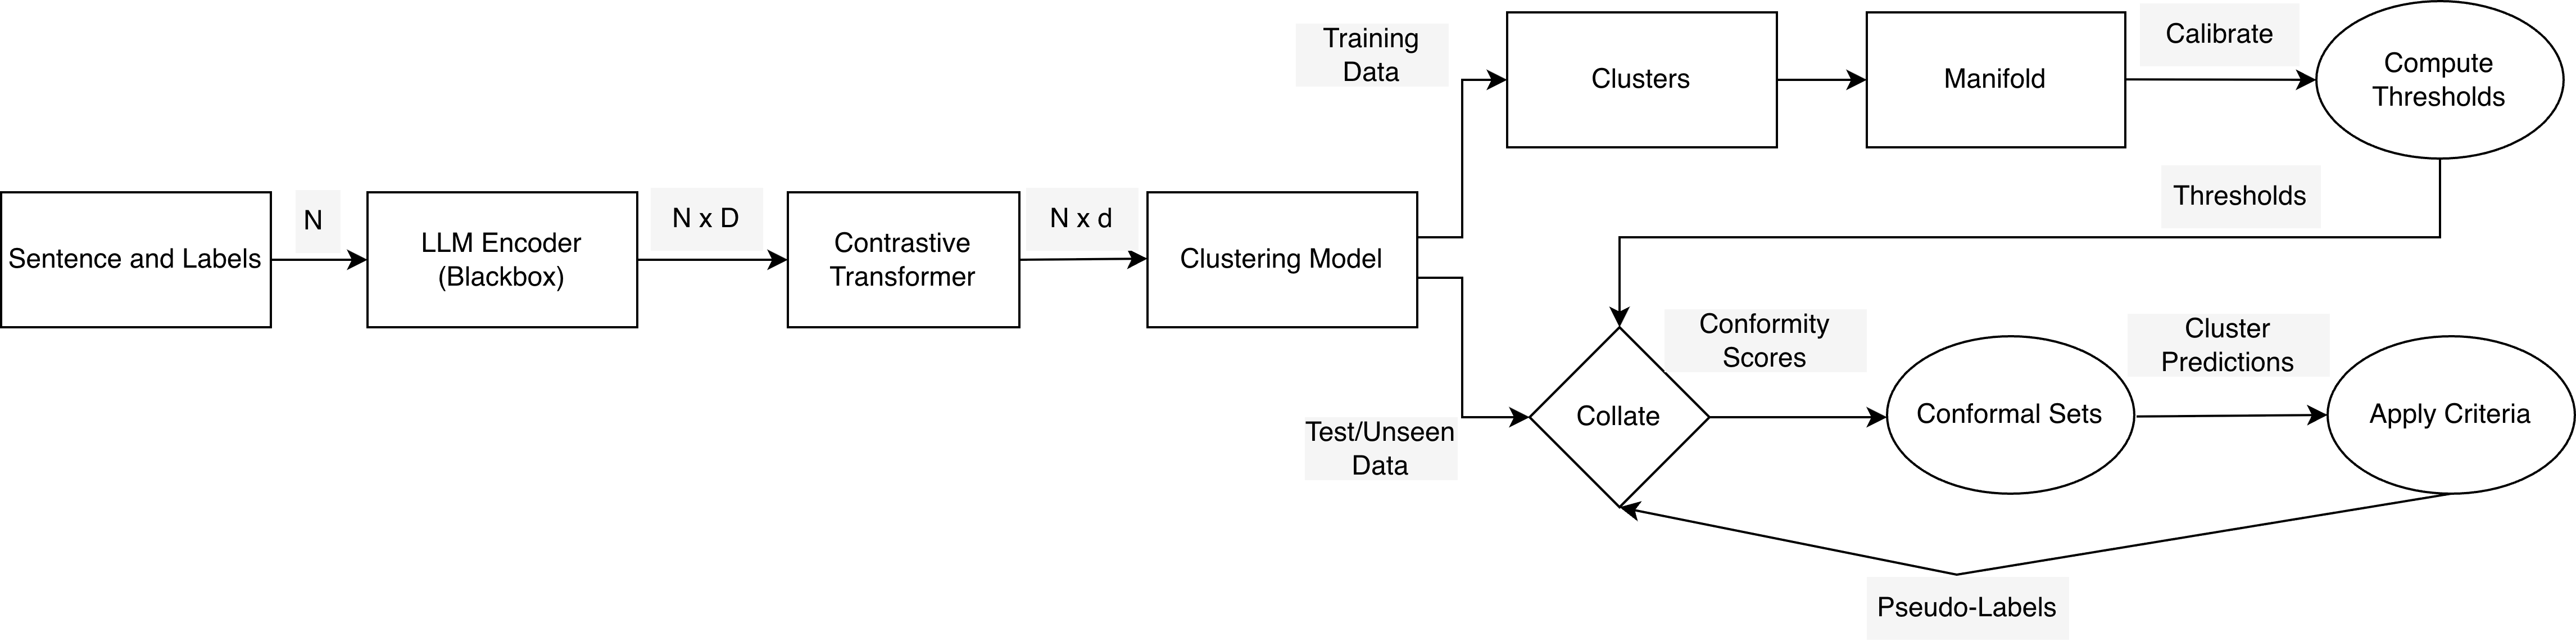 Training
Data
Clusters
Manifold
Calibrate
Compute
Thresholds
Thresholds
Sentence and Labels
N
LLM Encoder
(Blackbox)
N x D
Contrastive
Transformer
N x d
Clustering Model
Test/Unseen
Data
Collate
Conformity
Scores
Conformal Sets
Cluster
Predictions
Apply Criteria
Pseudo-Labels